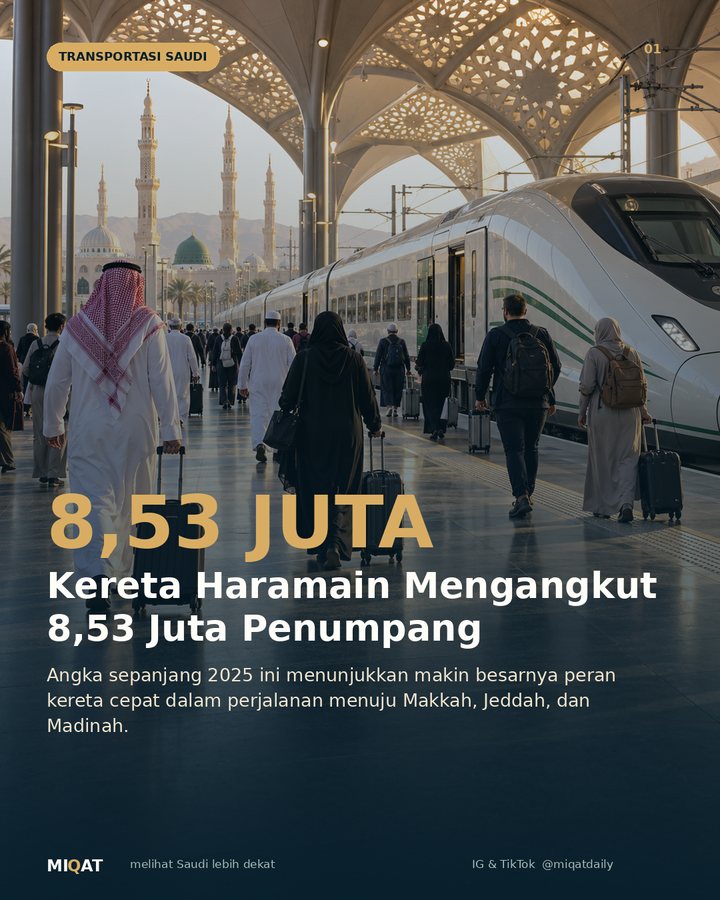 TRANSPORTASI SAUDI
01
8,53 JUTA
Kereta Haramain Mengangkut
8,53 Juta Penumpang
Angka sepanjang 2025 ini menunjukkan makin besarnya peran
kereta cepat dalam perjalanan menuju Makkah, Jeddah, dan
Madinah.
MIQAT
melihat Saudi lebih dekat
IG & TikTok @miqatdaily